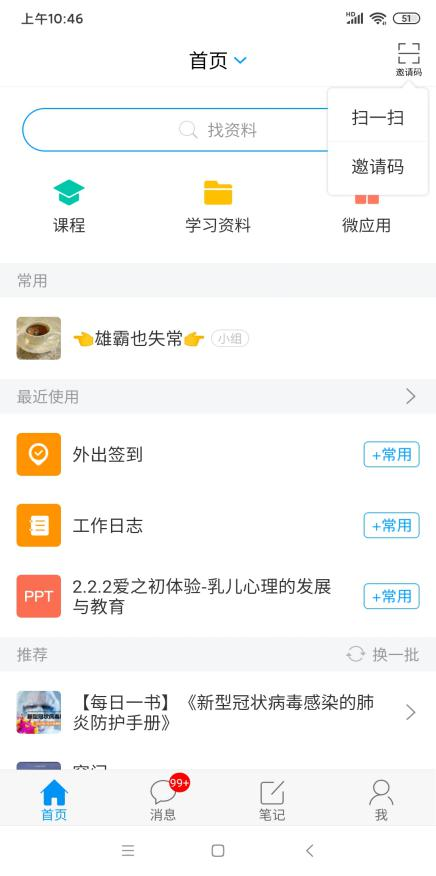 上午10:46
HD
51
首页
邀请码
扫一扫
邀请码
找资料
课程
学习资料
微应用
常用
👈雄霸也失常👉 小组
最近使用
外出签到
+常用
工作日志
+常用
PPT
2.2.2爱之初体验-乳儿心理的发展
与教育
+常用
推荐
换一批
【每日一书】《新型冠状病毒感染的肺
炎防护手册》
99+
首页
消息
笔记
我